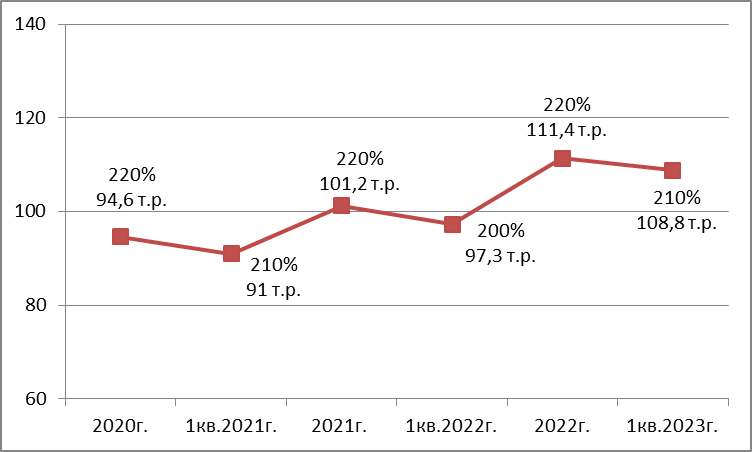 140
120
100
80
60
220%
94,6 т.р.
210%
91 т.р.
220%
101,2 т.р.
200%
97,3 т.р.
220%
111,4 т.р.
210%
108,8 т.р.
2020г.
1кв.2021г.
2021г.
1кв.2022г.
2022г.
1кв.2023г.